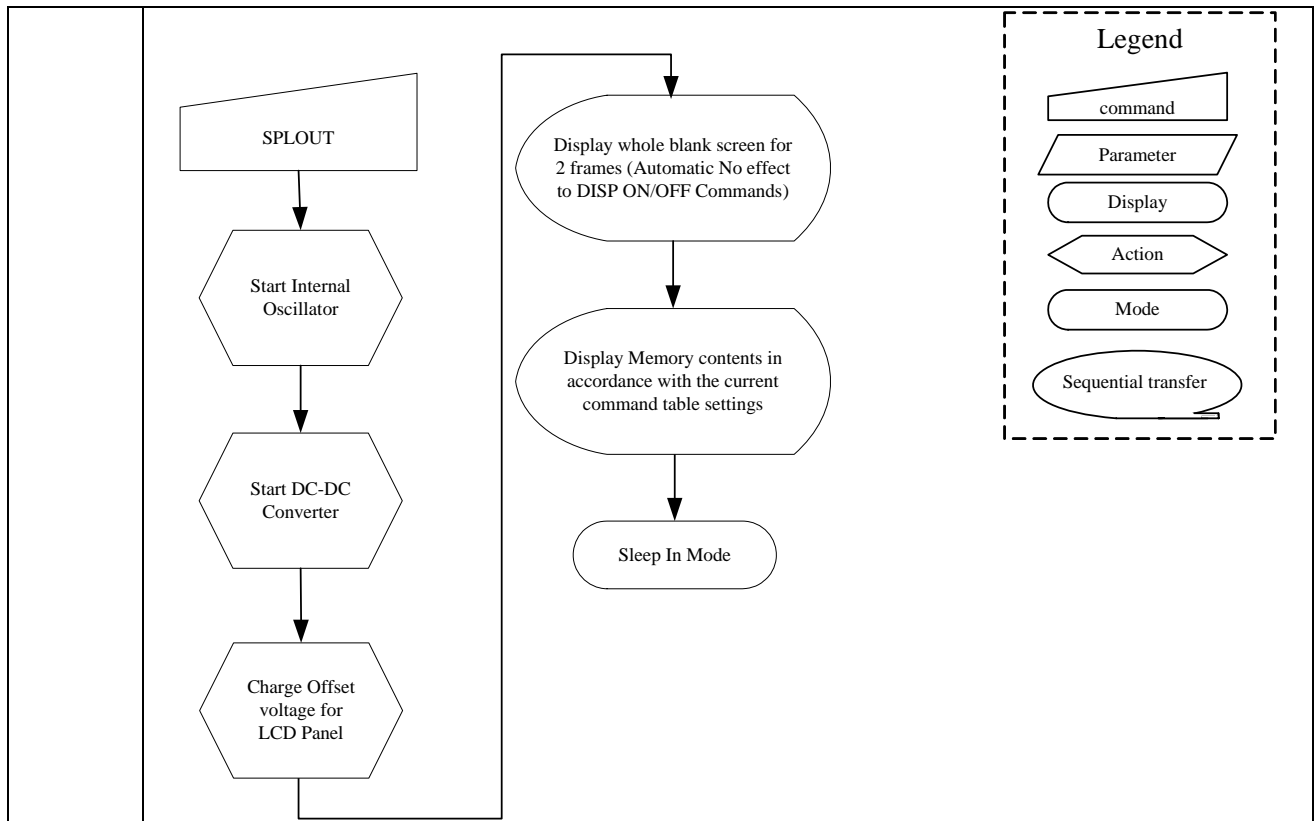 SPLOUT
Start Internal
Oscillator
Start DC-DC
Converter
Charge Offset
voltage for
LCD Panel
Display whole blank screen for
2 frames (Automatic No effect
to DISP ON/OFF Commands)
Display Memory contents in
accordance with the current
command table settings
Sleep In Mode
Legend
command
Parameter
Display
Action
Mode
Sequential transfer